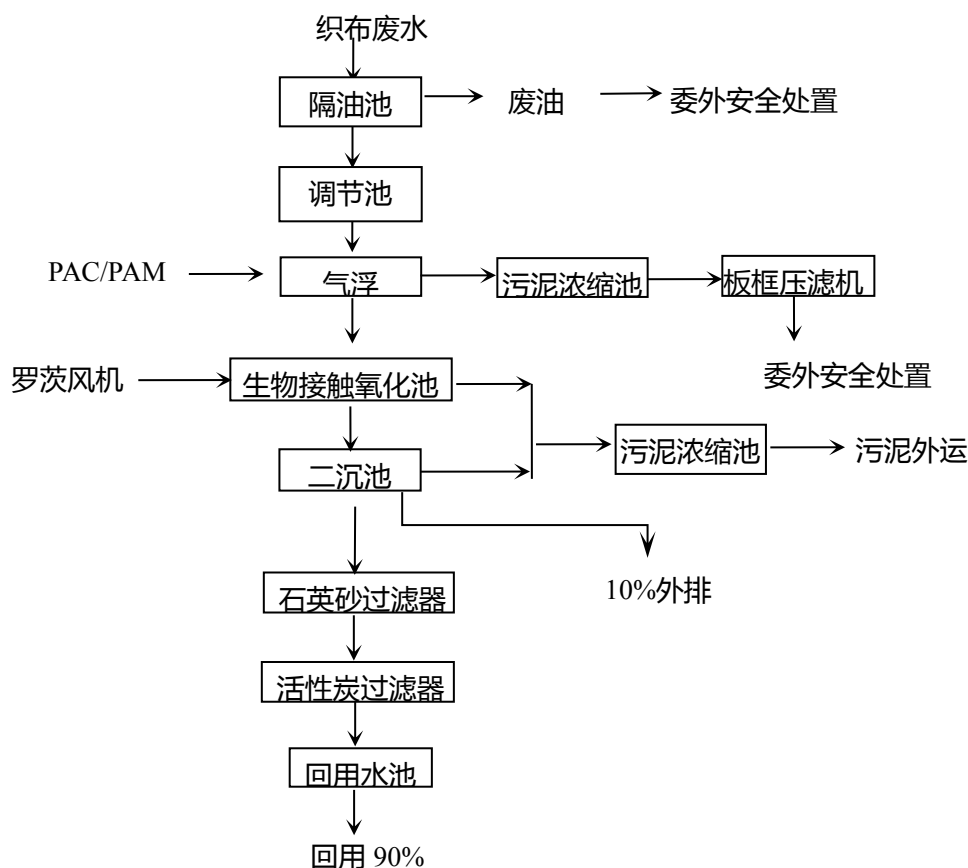 织布废水
隔油池
废油
委外安全处置
调节池
PAC/PAM
气浮
污泥浓缩池
板框压滤机
委外安全处置
罗茨风机
生物接触氧化池
污泥浓缩池
污泥外运
二沉池
10%外排
石英砂过滤器
活性炭过滤器
回用水池
回用 90%